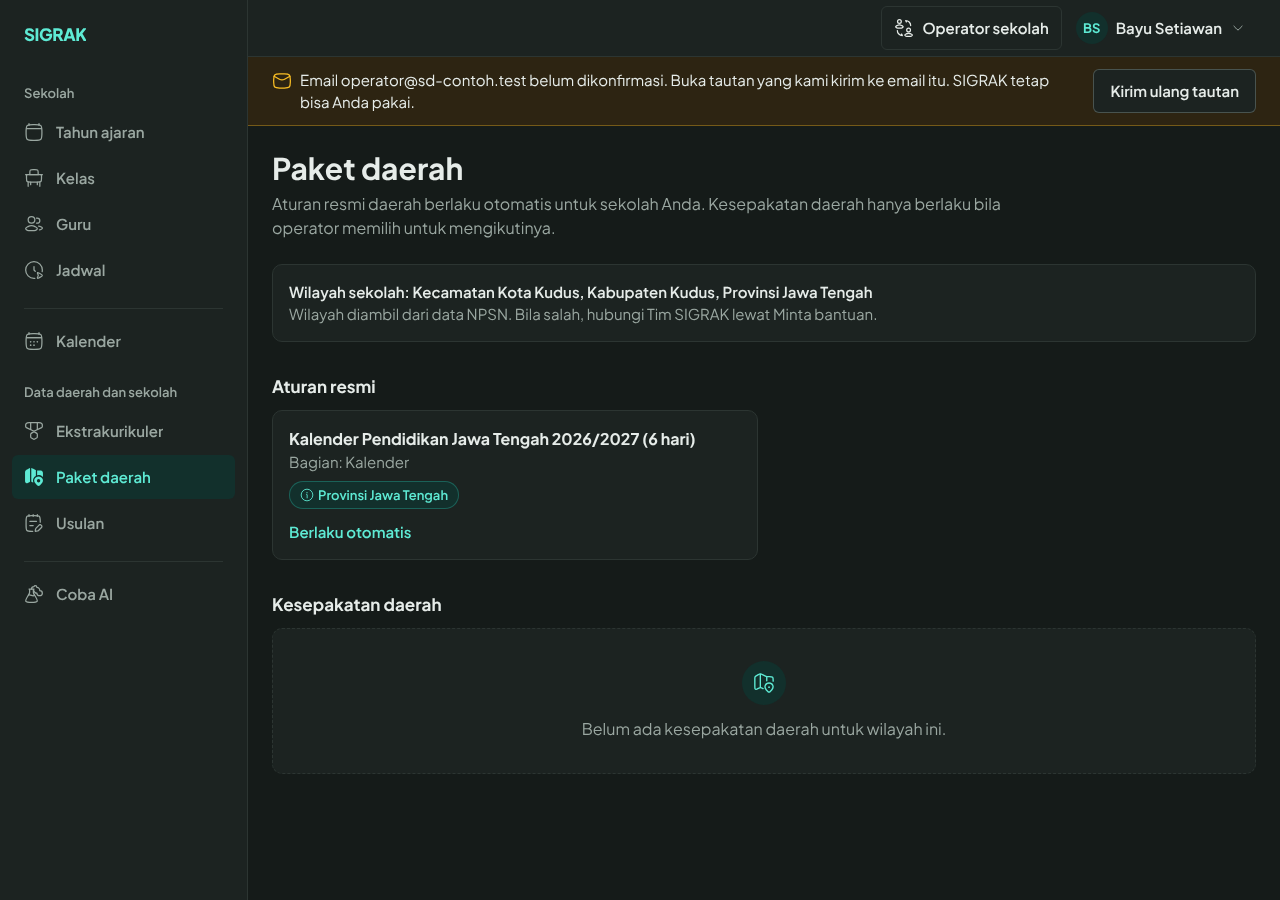 SIGRAK
Operator sekolah
BS
Bayu Setiawan
Email operator@sd-contoh.test belum dikonfirmasi. Buka tautan yang kami kirim ke email itu. SIGRAK tetap
bisa Anda pakai.
Kirim ulang tautan
Sekolah
Tahun ajaran
Kelas
Guru
Jadwal
Kalender
Data daerah dan sekolah
Ekstrakurikuler
Paket daerah
Usulan
Coba AI
Paket daerah
Aturan resmi daerah berlaku otomatis untuk sekolah Anda. Kesepakatan daerah hanya berlaku bila
operator memilih untuk mengikutinya.
Wilayah sekolah: Kecamatan Kota Kudus, Kabupaten Kudus, Provinsi Jawa Tengah
Wilayah diambil dari data NPSN. Bila salah, hubungi Tim SIGRAK lewat Minta bantuan.
Aturan resmi
Kalender Pendidikan Jawa Tengah 2026/2027 (6 hari)
Bagian: Kalender
Provinsi Jawa Tengah
Berlaku otomatis
Kesepakatan daerah
Belum ada kesepakatan daerah untuk wilayah ini.